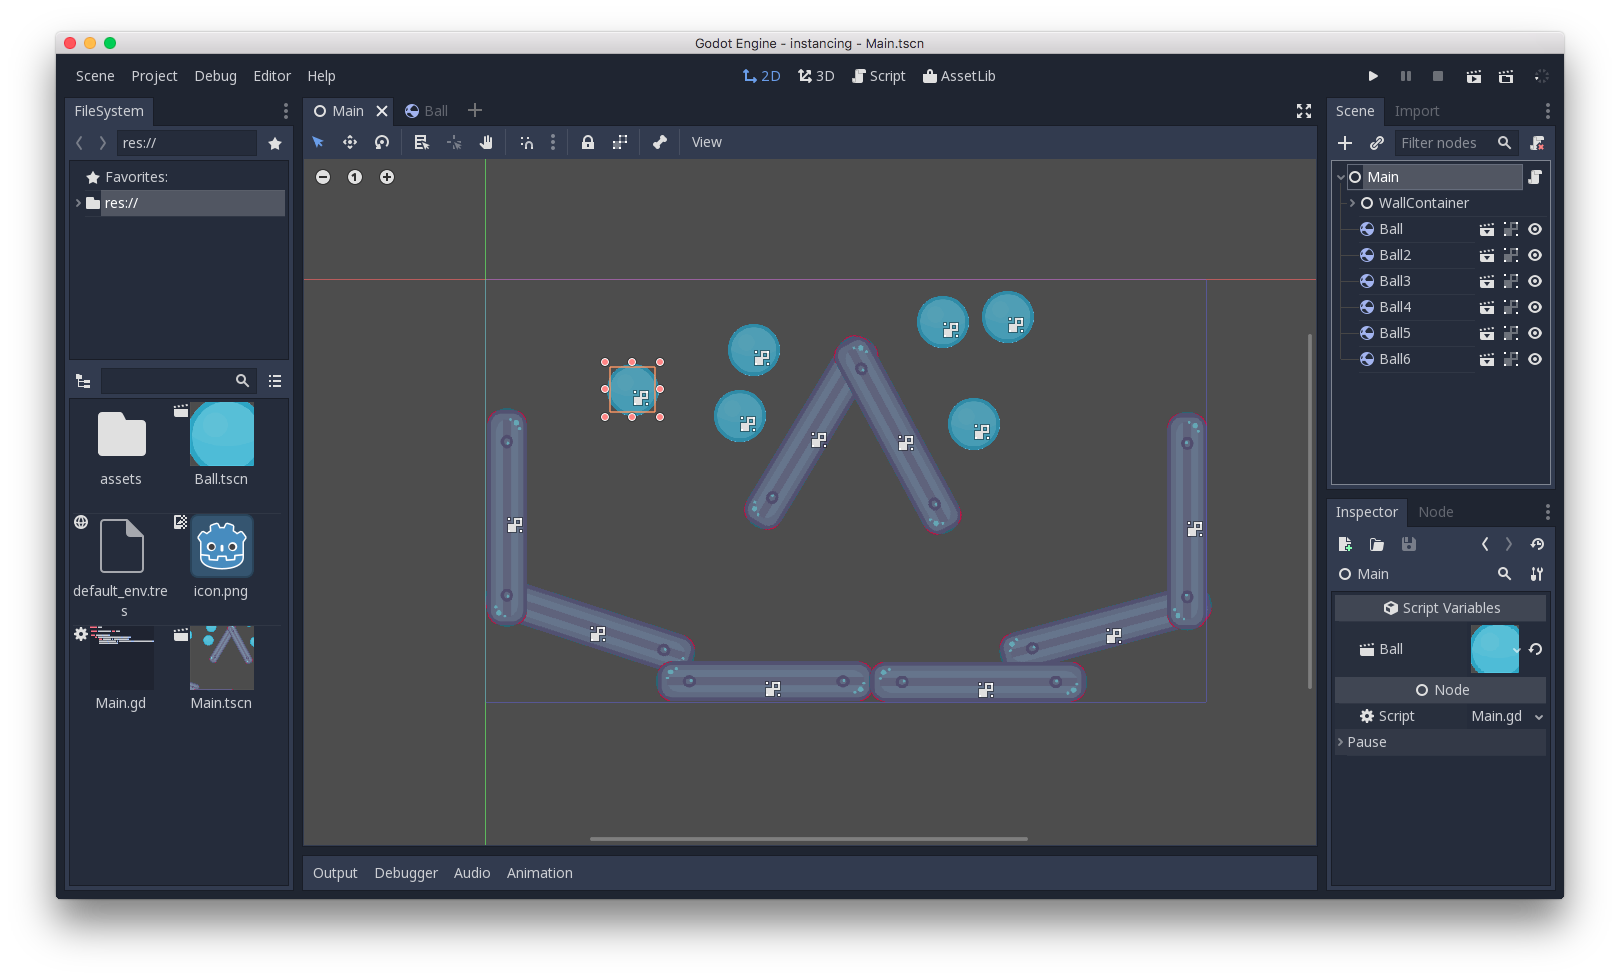 Godot Engine - instancing - Main.tscn
Scene Project Debug Editor Help
2D 3D Script AssetLib
FileSystem
res://
Favorites:
res://
assets
Ball.tscn
default_env.tre
s
icon.png
Main.gd
Main.tscn
Main Ball
View
1
Output Debugger Audio Animation
Scene Import
Filter nodes
Main
WallContainer
Ball
Ball2
Ball3
Ball4
Ball5
Ball6
Inspector Node
Main
Script Variables
Ball
Node
Script Main.gd
Pause